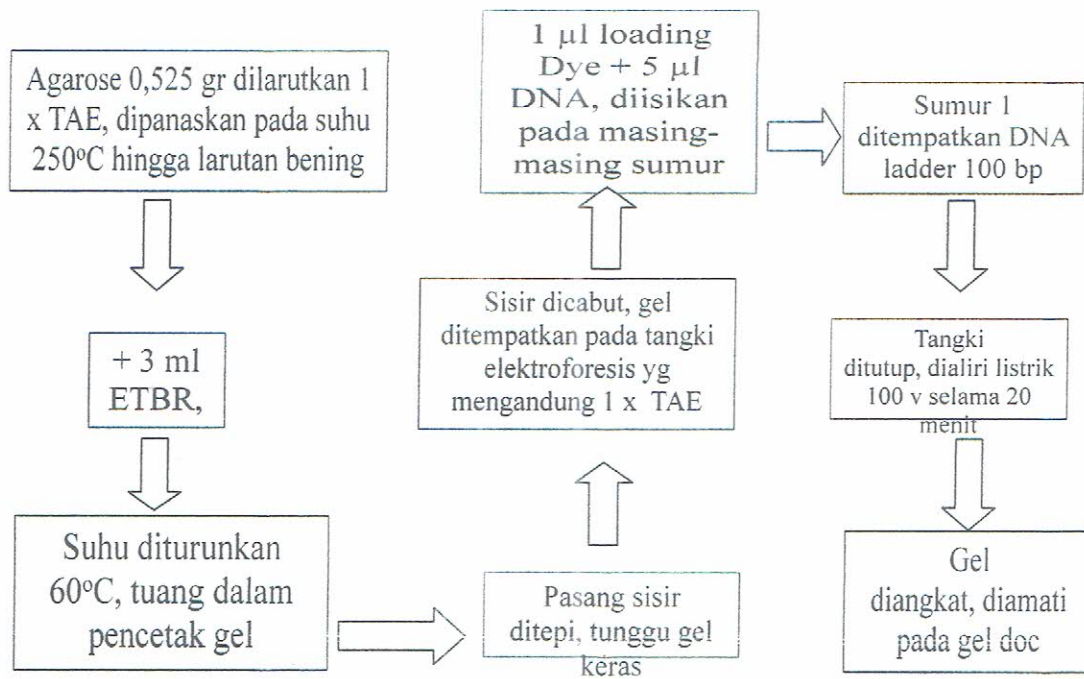 Agarose 0,525 gr dilarutkan 1
x TAE, dipanaskan pada suhu
250ºC hingga larutan bening
+ 3 ml
ETBR,
Suhu diturunkan
60ºC, tuang dalam
pencetak gel
Pasang sisir
ditepi, tunggu gel
keras
Sisir dicabut, gel
ditempatkan pada tangki
elektroforesis yg
mengandung 1 x TAE
1 µl loading
Dye + 5 µl
DNA, diisikan
pada masing-
masing sumur
Sumur 1
ditempatkan DNA
ladder 100 bp
Tangki
ditutup, dialiri listrik
100 v selama 20
menit
Gel
diangkat, diamati
pada gel doc